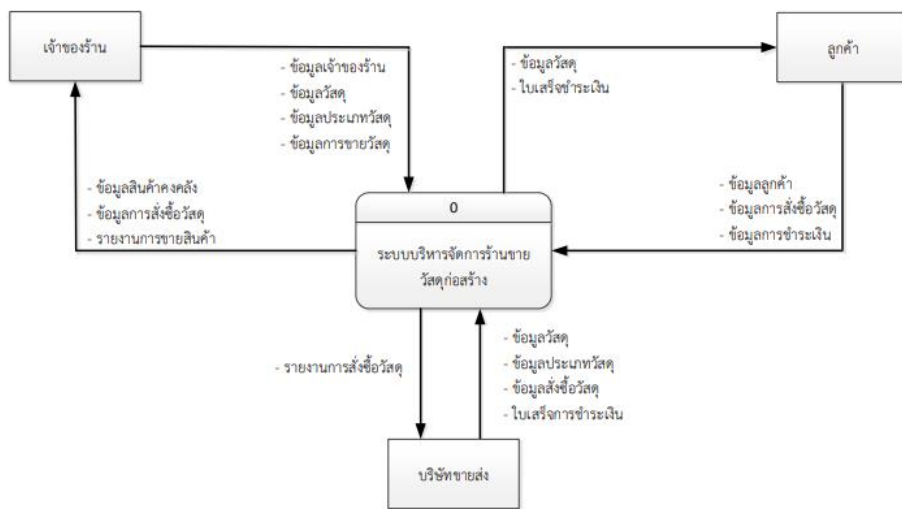 เจ้าของร้าน
ลูกค้า
- ข้อมูลเจ้าของร้าน
- ข้อมูลวัสดุ
- ข้อมูลประเภทวัสดุ
- ข้อมูลการขายวัสดุ
- ข้อมูลวัสดุ
- ใบเสร็จชำระเงิน
- ข้อมูลสินค้าคงคลัง
- ข้อมูลการสั่งซื้อวัสดุ
- รายงานการขายสินค้า
- ข้อมูลลูกค้า
- ข้อมูลการสั่งซื้อวัสดุ
- ข้อมูลการชำระเงิน
0
ระบบบริหารจัดการร้านขาย
วัสดุก่อสร้าง
- รายงานการสั่งซื้อวัสดุ
- ข้อมูลวัสดุ
- ข้อมูลประเภทวัสดุ
- ข้อมูลสั่งซื้อวัสดุ
- ใบเสร็จการชำระเงิน
บริษัทขายส่ง